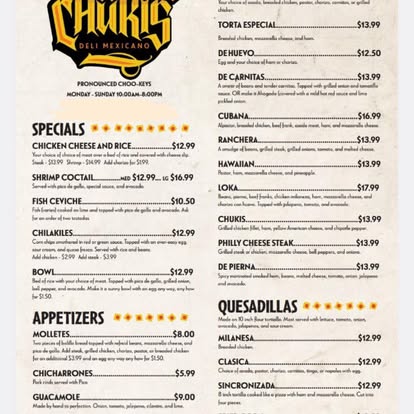 CHUKIS
DELI MEXICANO
PRONOUNCED CHOO-KEYS
MONDAY - SUNDAY 10:00AM-8:00PM
SPECIALS
CHICKEN CHEESE AND RICE $12.99
Your choice of choice of meat over a bed of rice and covered with cheese dip.
Steak - $13.99 Shrimp - $14.99 Add chorizo for $1.99.
SHRIMP COCTAIL MED $12.99 LG $16.99
Served with pico de gallo, special sauce, and avocado.
FISH CEVICHE $10.50
Fish (netted) cooked on lime and topped with pico de gallo and avocado. Ask
for an order of two tostadas
CHILAKILES $12.99
Corn chips smothered in red or green sauce. Topped with an over-easy egg,
sour cream, and queso fresco. Served with rice and beans.
Add chicken - $2.99 Add steak - $3.99
BOWL $12.99
Bed of rice with your choice of meat. Topped with pico de gallo, grilled onion,
bell pepper, and avocado. Make it a sunny bowl with an egg any way, any how
for $1.50.
APPETIZERS
MOLLETES $8.00
Two pieces of bolillo bread topped with refried beans, mozzarella cheese, and
pico de gallo. Add steak, grilled chicken, chorizo, pastor, or breaded chicken
for an additional $3.99 and an egg any way any how for $1.50.
CHICHARRONES $5.99
Pork rinds served with Pico
GUACAMOLE $9.00
Made by hand to perfection. Onion, tomato, jalapeno, cilantro, and lime.
Your choice of asada, breaded chicken, pastor, chorizo, carnitas, or grilled
chicken.
TORTA ESPECIAL $13.99
Breaded chicken, mozzarella cheese, and ham.
DE HUEVO $12.50
Egg and your choice of ham or chorizo.
DE CARNITAS $13.99
A variety of bones and tender carnitas. Topped with grilled onion and tomatillo
sauce. OR make it Ahogada (covered with a mild/hot red sauce and lime
pickled onion.
CUBANA $16.99
Alpastor, breaded chicken, beef frank, asada meat, ham, and mozzarella cheese.
RANCHERA $13.99
A smudge of beans, grilled steak, grilled onions, tomato, and melted cheese.
HAWAIIAN $13.99
Pastor, ham, mozzarella cheese, and pineapple.
LOKA $17.99
Beans, pierna, beef franks, chicken milanesa, ham, mozzarella cheese, and
chorizo con huevo. Topped with jalapeno, tomato, and avocado.
CHUKIS $13.99
Grilled chicken fillet, ham, yellow American cheese, and chipotle pepper.
PHILLY CHEESE STEAK $13.99
Grilled steak or chicken, mozzarella cheese, bell peppers, and onions.
DE PIERNA $13.99
Spicy marinated smoked ham, beans, melted cheese, tomato, onion, jalapeno
and avocado.
QUESADILLAS
Made on 10 inch flour tortilla. Most served with lettuce, tomato, onion,
avocado, jalapenos, and sour cream.
MILANESA $12.99
Breaded chicken.
CLASICA $12.99
Choice of asada, pastor, chorizo, carnitas, tinga, or nopales with egg.
SINCRONIZADA $12.99
8 inch tortilla cooked like a pizza with ham and mozzarella cheese. Cut into
four pieces.